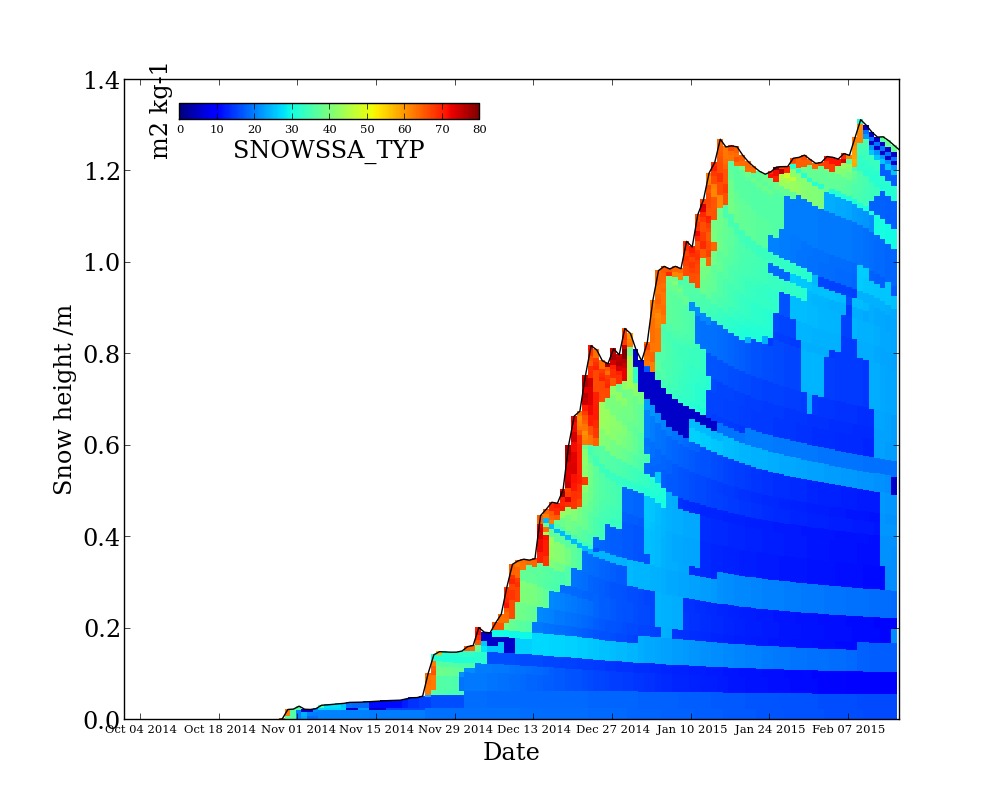 m2 kg-1
0 10 20 30 40 50 60 70 80
SNOWSSA_TYP
Snow height /m
1.4
1.2
1.0
0.8
0.6
0.4
0.2
0.0
Oct 04 2014 Oct 18 2014 Nov 01 2014 Nov 15 2014 Nov 29 2014 Dec 13 2014 Dec 27 2014 Jan 10 2015 Jan 24 2015 Feb 07 2015
Date